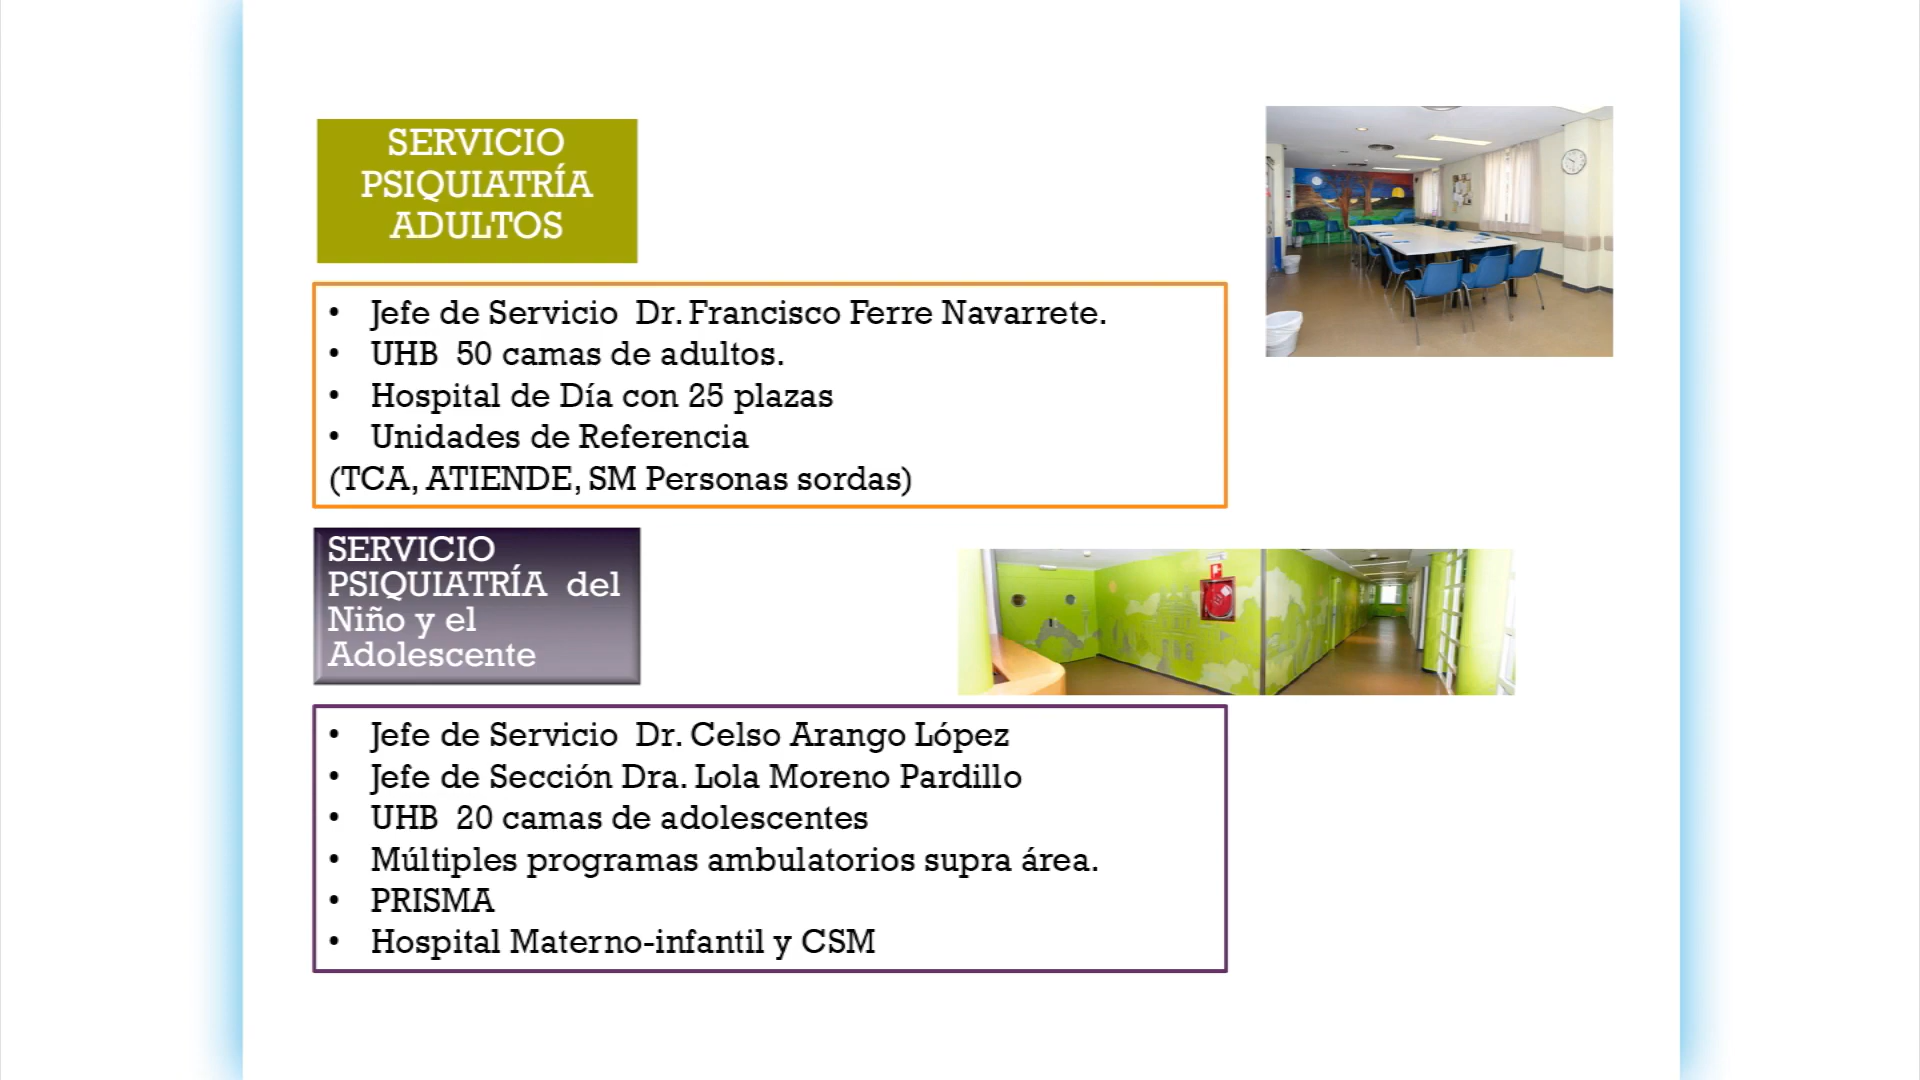 SERVICIO
PSIQUIATRÍA
ADULTOS
• Jefe de Servicio Dr. Francisco Ferre Navarrete.
• UHB 50 camas de adultos.
• Hospital de Día con 25 plazas
• Unidades de Referencia
(TCA, ATIENDE, SM Personas sordas)
SERVICIO
PSIQUIATRÍA del
Niño y el
Adolescente
• Jefe de Servicio Dr. Celso Arango López
• Jefe de Sección Dra. Lola Moreno Pardillo
• UHB 20 camas de adolescentes
• Múltiples programas ambulatorios supra área.
• PRISMA
• Hospital Materno-infantil y CSM